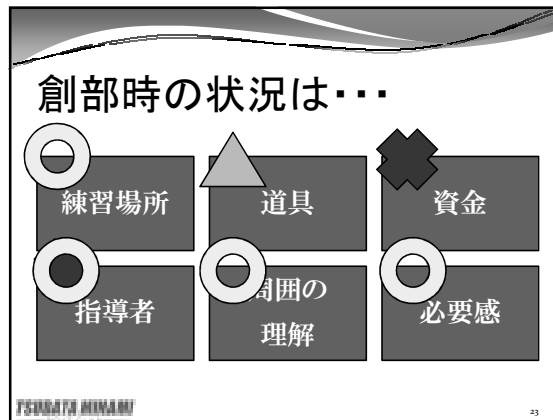 創部時の状況は･･･
練習場所
道具
資金
指導者
周囲の
理解
必要感
TSUBATA MINAMI
23